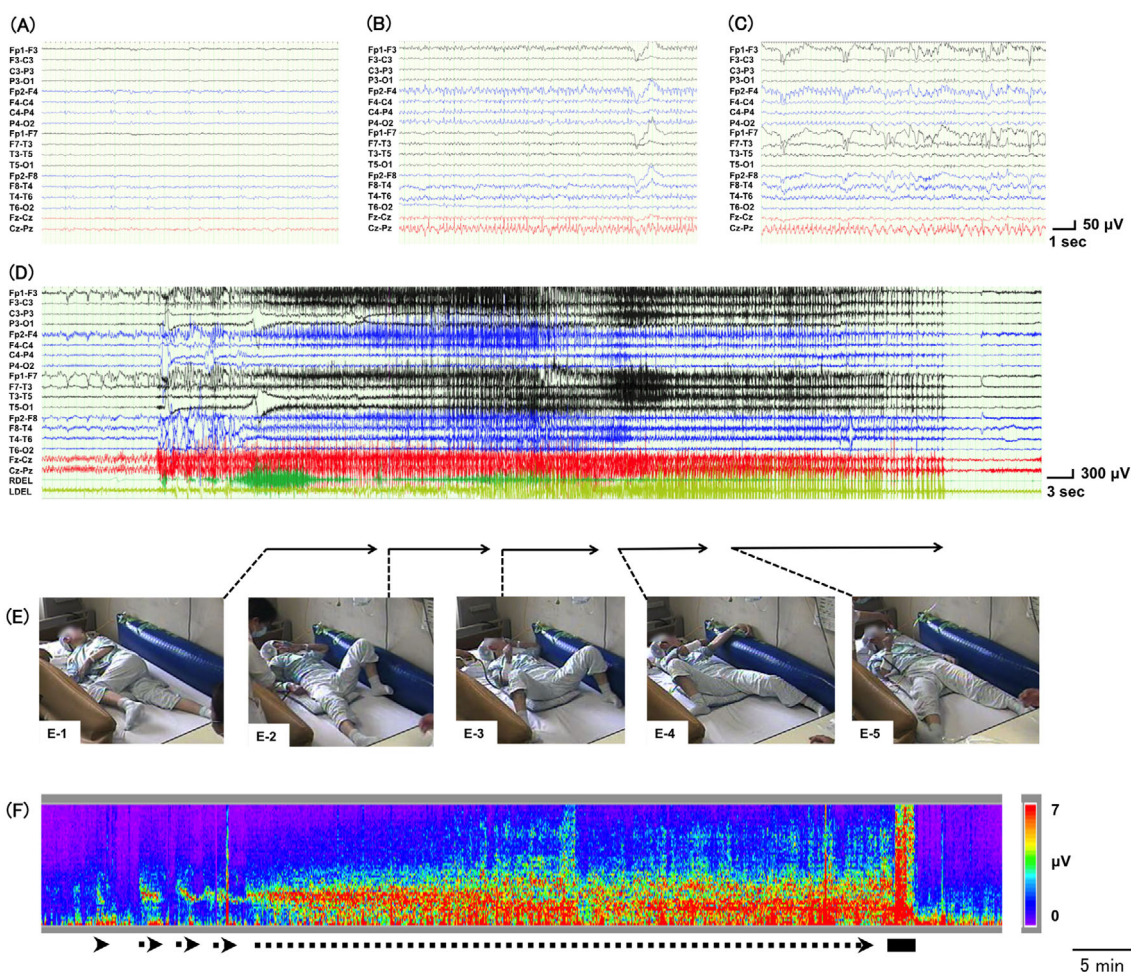 (A)
Fp1-F3
F3-C3
C3-P3
P3-O1
Fp2-F4
F4-C4
C4-P4
P4-O2
Fp1-F7
F7-T3
T3-T5
T5-O1
Fp2-F8
F8-T4
T4-T6
T6-O2
Fz-Cz
Cz-Pz
(B)
Fp1-F3
F3-C3
C3-P3
P3-O1
Fp2-F4
F4-C4
C4-P4
P4-O2
Fp1-F7
F7-T3
T3-T5
T5-O1
Fp2-F8
F8-T4
T4-T6
T6-O2
Fz-Cz
Cz-Pz
(C)
Fp1-F3
F3-C3
C3-P3
P3-O1
Fp2-F4
F4-C4
C4-P4
P4-O2
Fp1-F7
F7-T3
T3-T5
T5-O1
Fp2-F8
F8-T4
T4-T6
T6-O2
Fz-Cz
Cz-Pz
50 µV
1 sec
(D)
Fp1-F3
F3-C3
C3-P3
P3-O1
Fp2-F4
F4-C4
C4-P4
P4-O2
Fp1-F7
F7-T3
T3-T5
T5-O1
Fp2-F8
F8-T4
T4-T6
T6-O2
Fz-Cz
Cz-Pz
RDEL
LDEL
300 µV
3 sec
(E)
E-1
E-2
E-3
E-4
E-5
(F)
7
µV
0
5 min